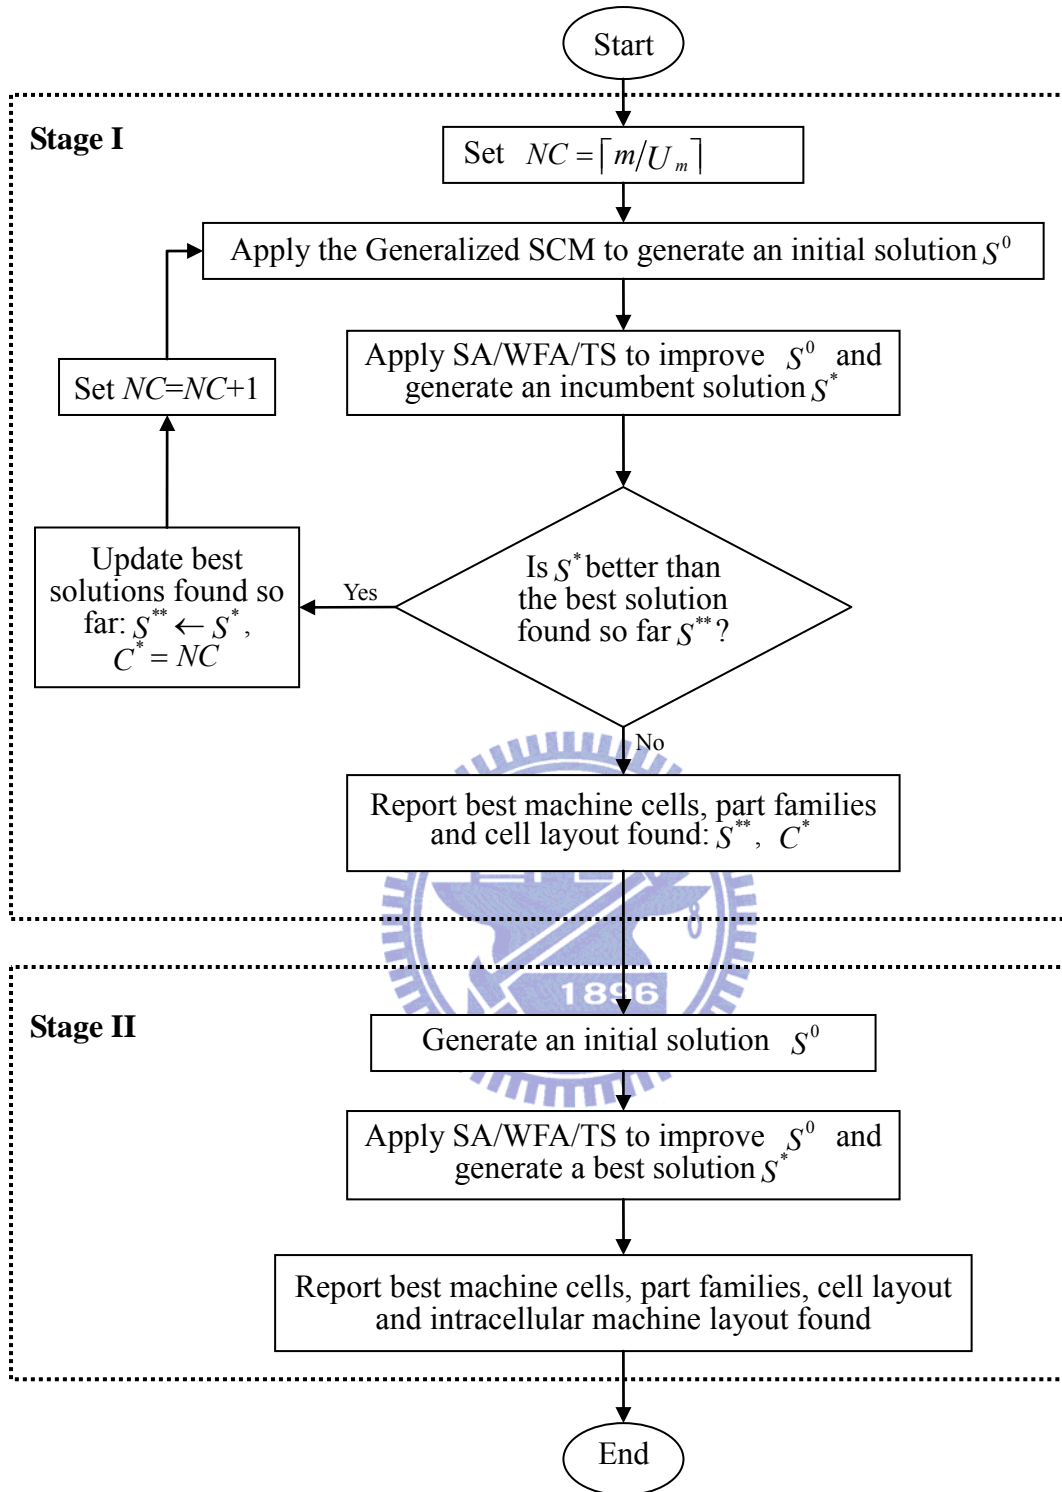 Start
Stage I
Set NC = ⌈m/U_m⌉
Apply the Generalized SCM to generate an initial solution S^0
Apply SA/WFA/TS to improve S^0 and
generate an incumbent solution S^*
Set NC=NC+1
Update best
solutions found so
far: S^** ← S^*,
C^* = NC
Yes
Is S^* better than
the best solution
found so far S^**?
No
Report best machine cells, part families
and cell layout found: S^**, C^*
1896
Stage II
Generate an initial solution S^0
Apply SA/WFA/TS to improve S^0 and
generate a best solution S^*
Report best machine cells, part families, cell layout
and intracellular machine layout found
End